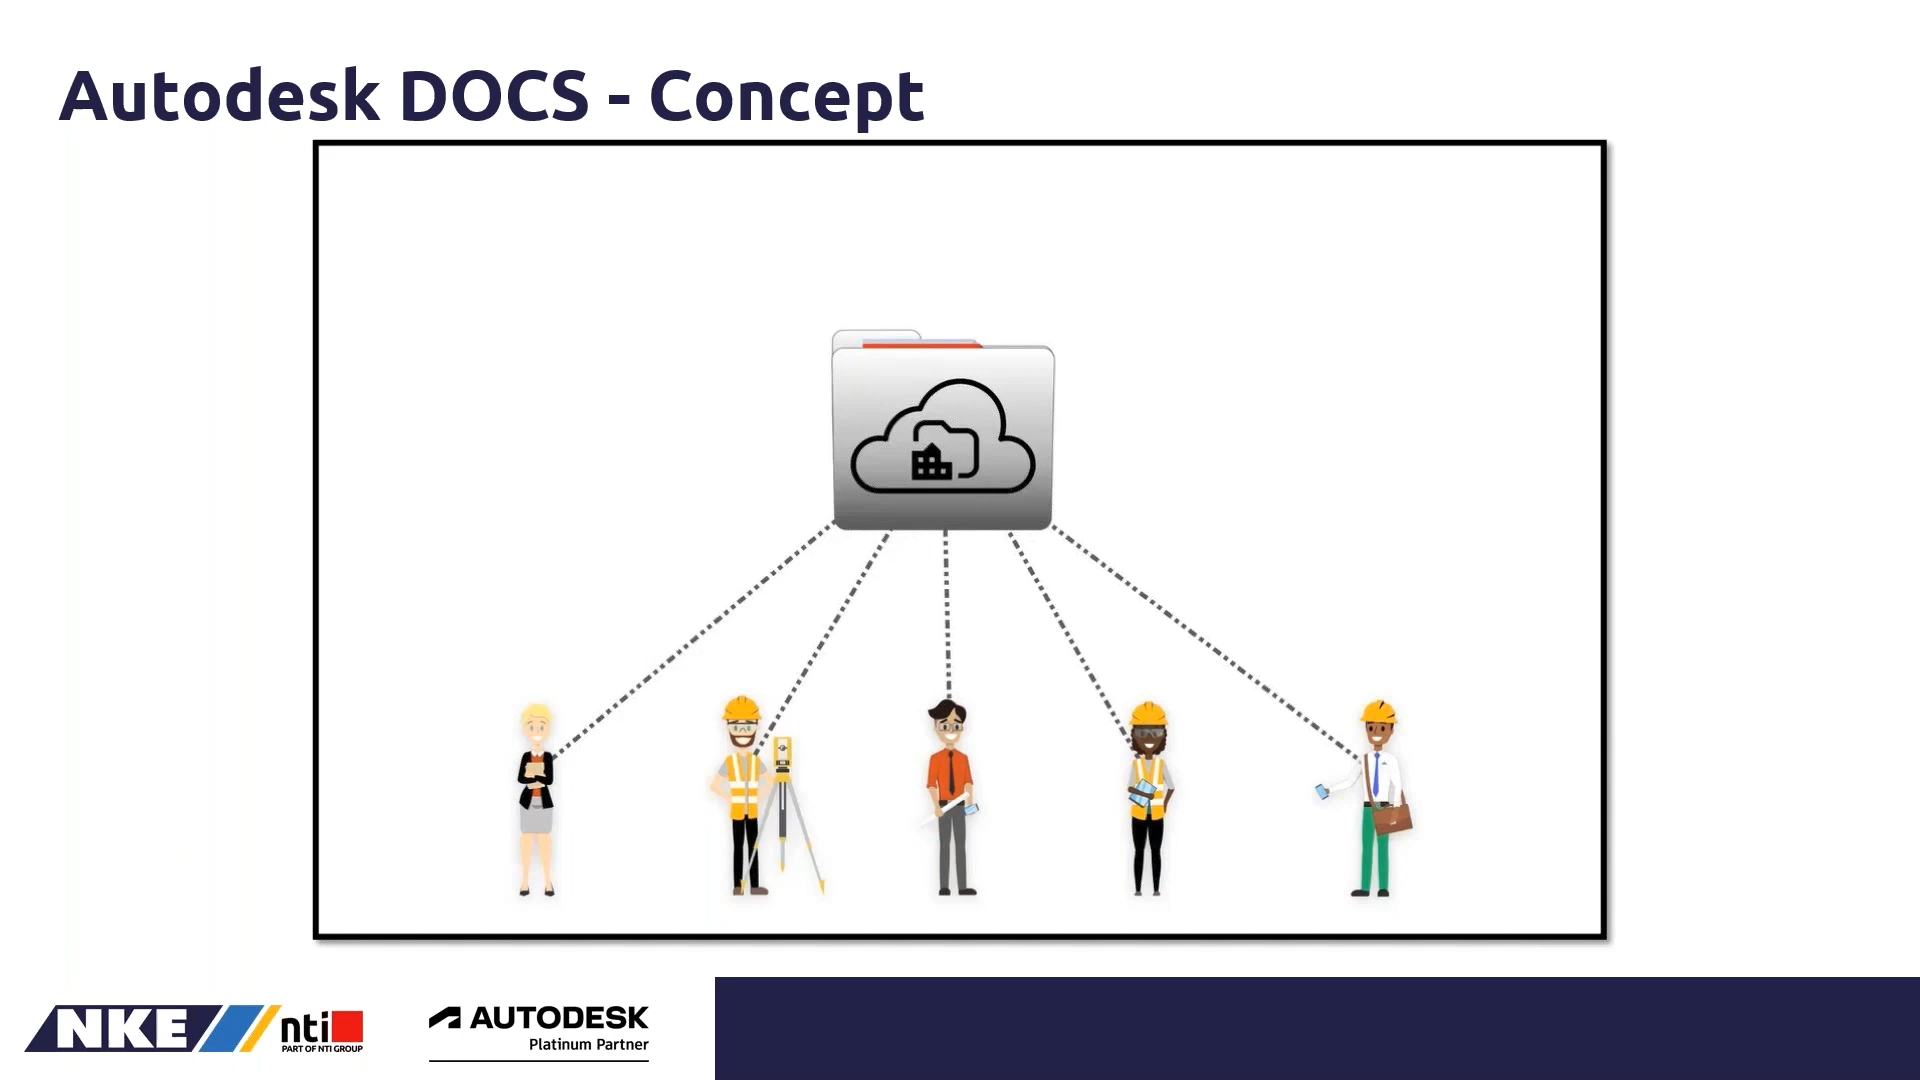 Autodesk DOCS - Concept
NKE
nti
PART OF NTI GROUP
AUTODESK
Platinum Partner